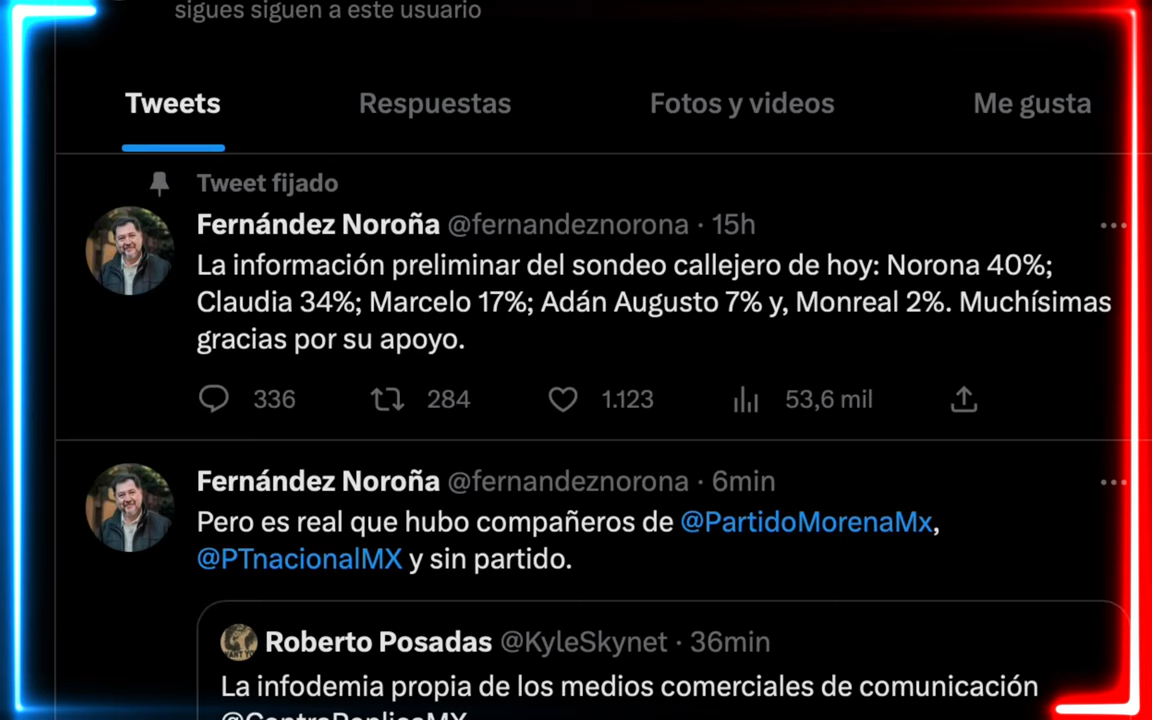 sigues siguen a este usuario
Tweets Respuestas Fotos y videos Me gusta
Tweet fijado
Fernández Noroña @fernandeznorona · 15h
La información preliminar del sondeo callejero de hoy: Norona 40%;
Claudia 34%; Marcelo 17%; Adán Augusto 7% y, Monreal 2%. Muchísimas
gracias por su apoyo.
336 284 1.123 53,6 mil
Fernández Noroña @fernandeznorona · 6min
Pero es real que hubo compañeros de @PartidoMorenaMx,
@PTnacionalMX y sin partido.
Roberto Posadas @KyleSkynet · 36min
La infodemia propia de los medios comerciales de comunicación
@ContraReplicaMX